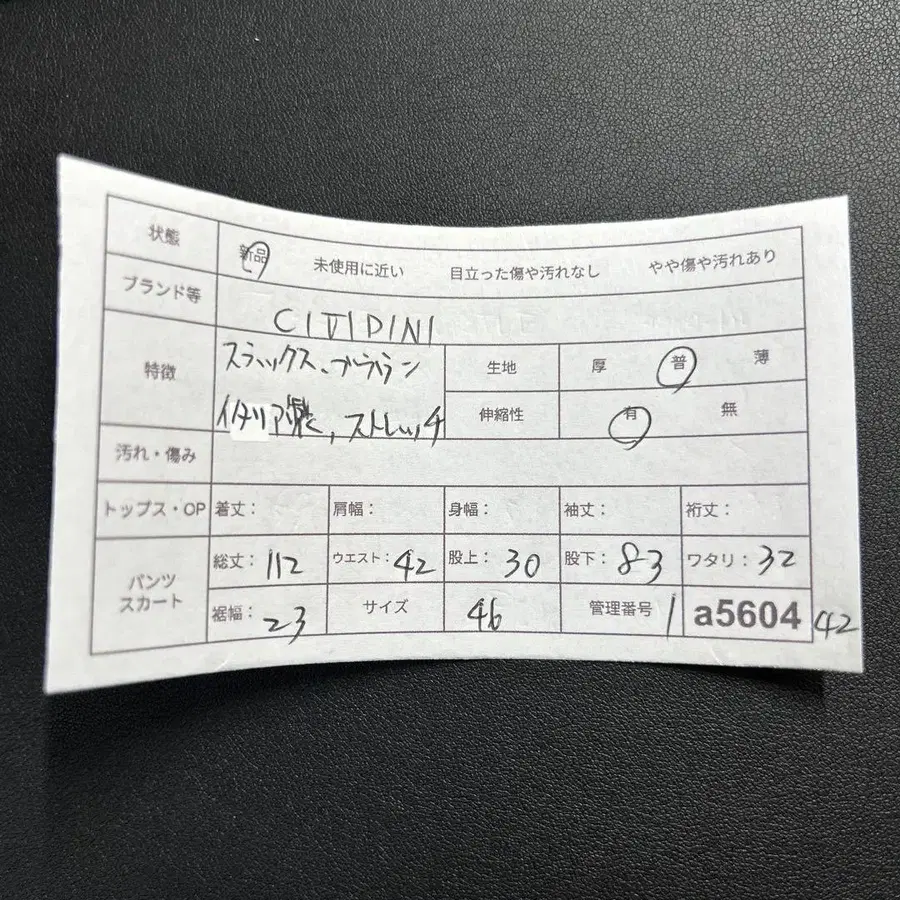 状態 新品 未使用に近い 目立った傷や汚れなし やや傷や汚れあり
ブランド等 CIVIDINI
特徴 スラックス、ブラウン 生地 厚 普 薄
イタリア製, ストレッチ 伸縮性 有 無
汚れ・傷み
トップス・OP 着丈: 肩幅: 身幅: 袖丈: 裄丈:
パンツ スカート 総丈: 112 ウエスト: 42 股上: 30 股下: 83 ワタリ: 32
裾幅: 23 サイズ 46 管理番号 1 a5604 42